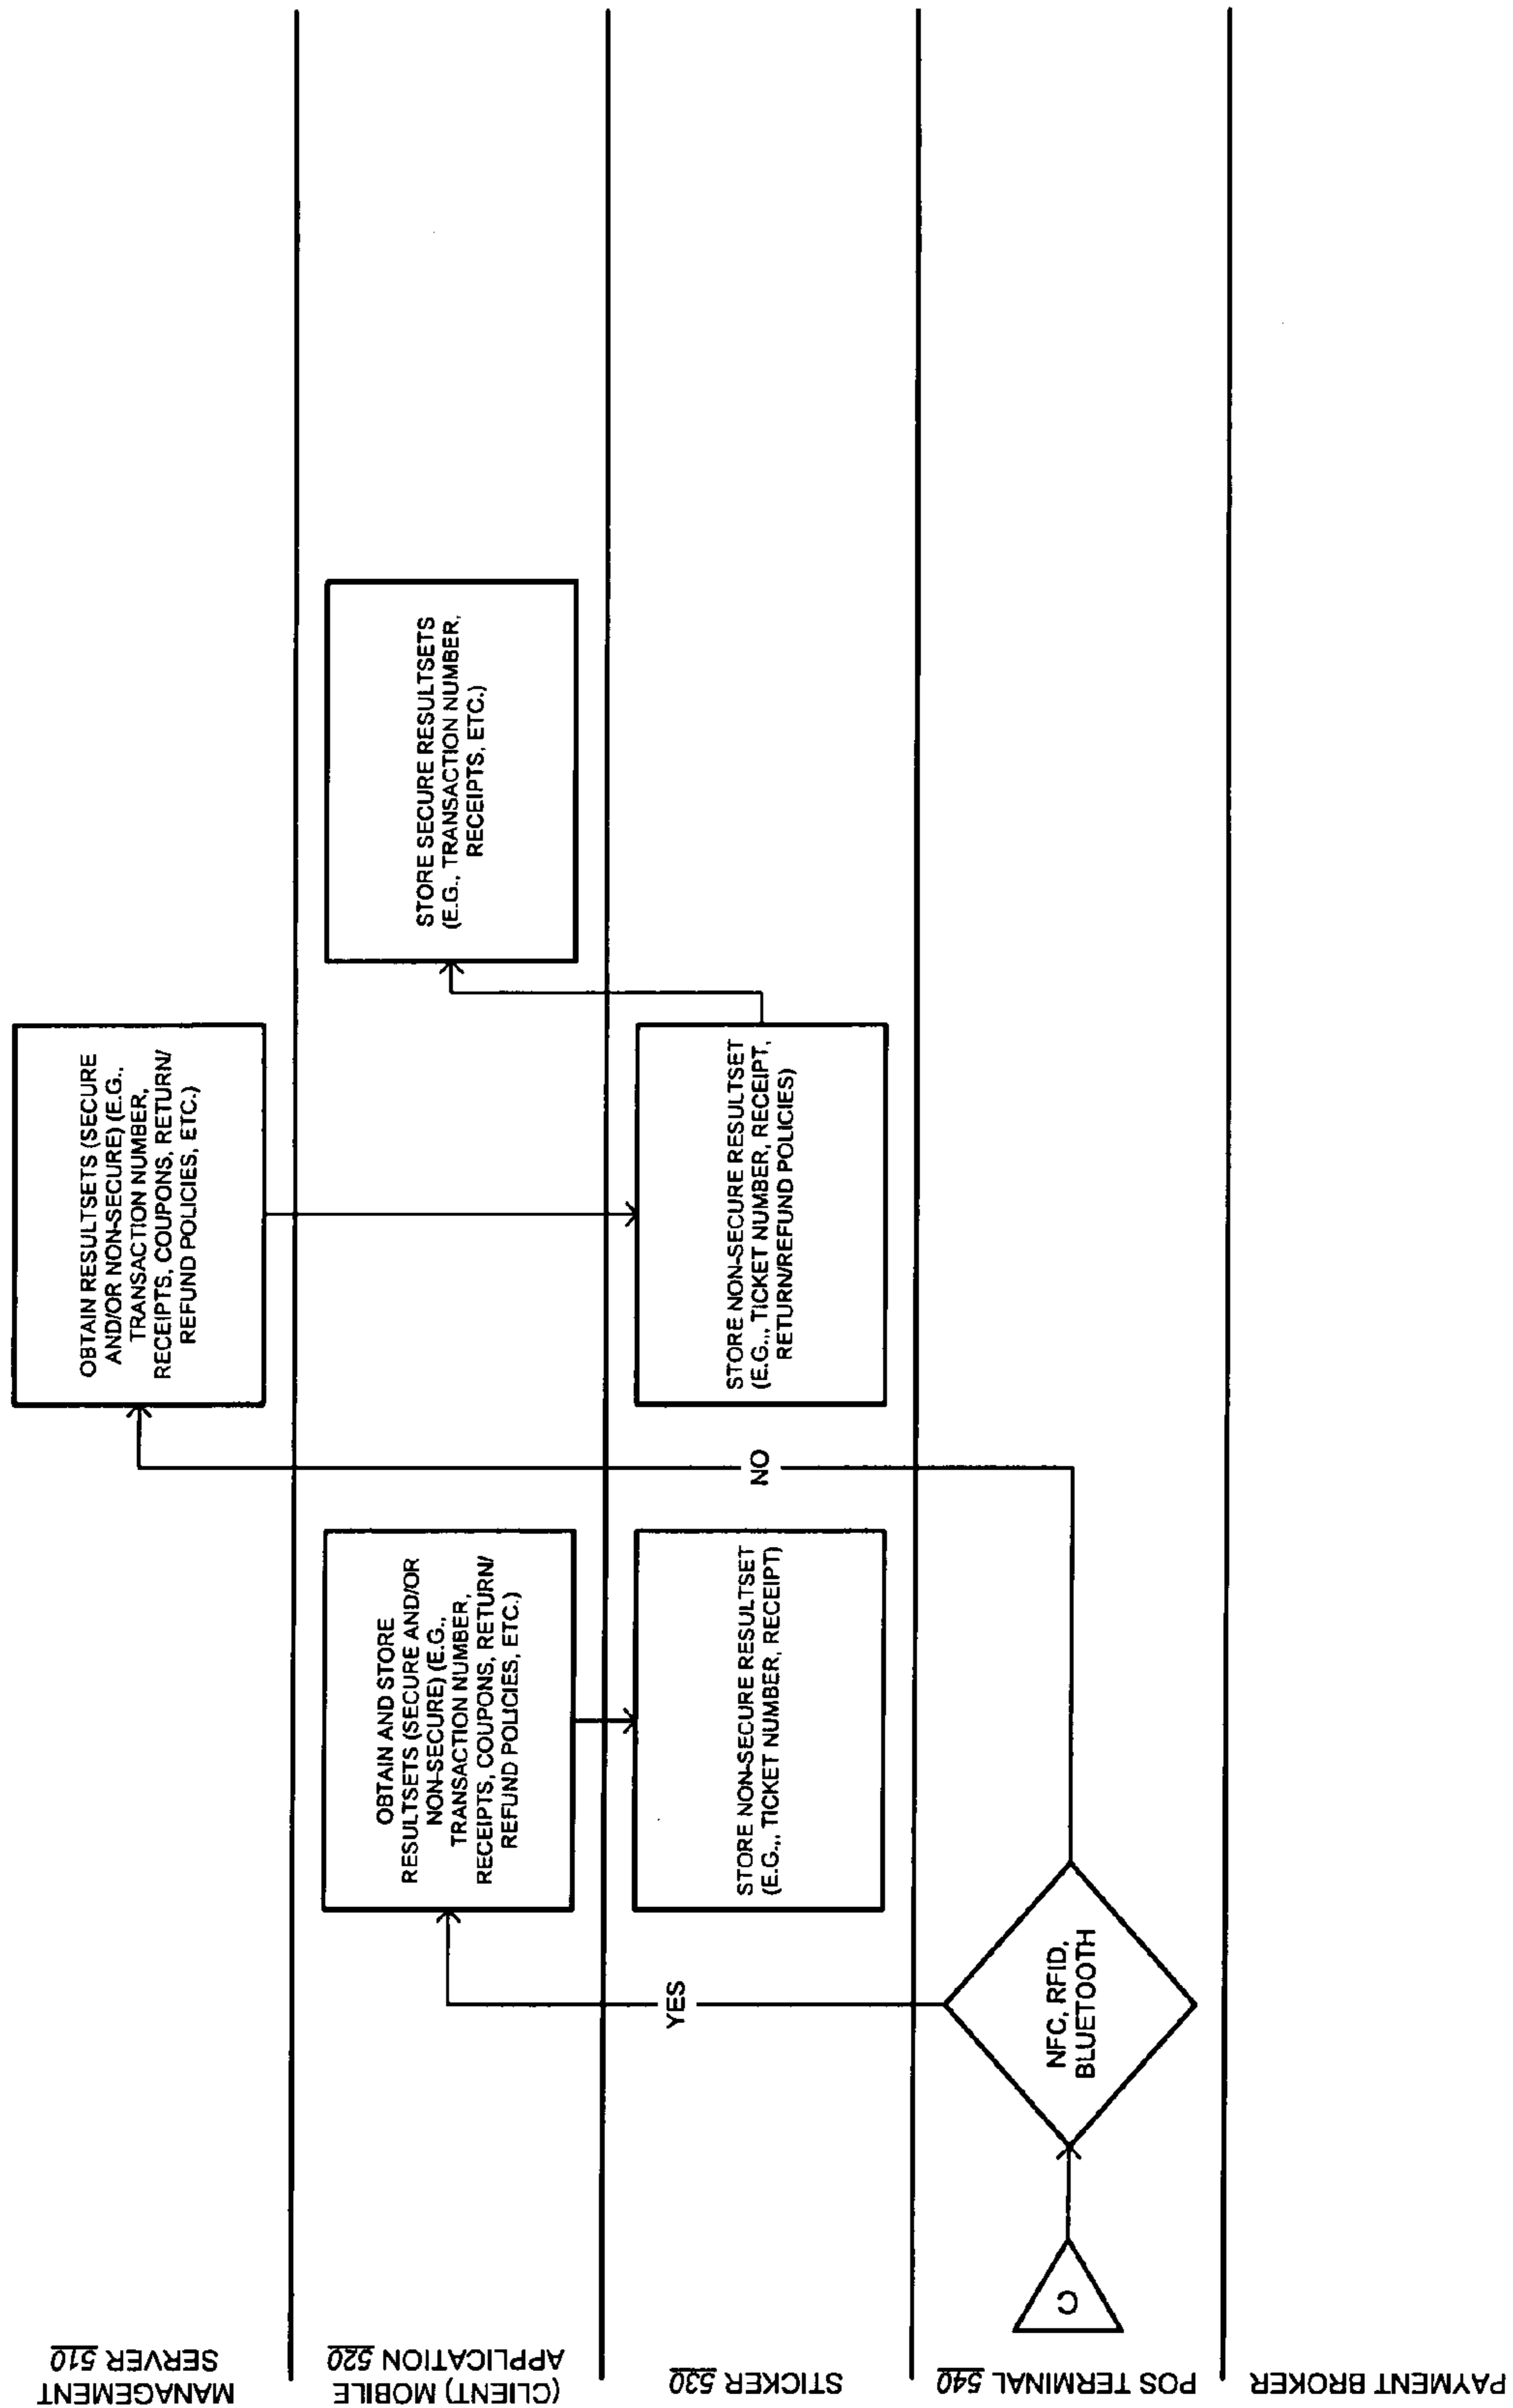 MANAGEMENT
SERVER 510
(CLIENT) MOBILE
APPLICATION 520
STICKER 530
POS TERMINAL 540
PAYMENT BROKER
C
NFC, RFID,
BLUETOOTH
YES
NO
OBTAIN AND STORE
RESULTSETS (SECURE AND/OR
NON-SECURE) (E.G.,
TRANSACTION NUMBER,
RECEIPTS, COUPONS, RETURN/
REFUND POLICIES, ETC.)
STORE NON-SECURE RESULTSET
(E.G.,, TICKET NUMBER, RECEIPT)
OBTAIN RESULTSETS (SECURE
AND/OR NON-SECURE) (E.G.,
TRANSACTION NUMBER,
RECEIPTS, COUPONS, RETURN/
REFUND POLICIES, ETC.)
STORE NON-SECURE RESULTSET
(E.G.,, TICKET NUMBER, RECEIPT,
RETURN/REFUND POLICIES)
STORE SECURE RESULTSETS
(E.G., TRANSACTION NUMBER,
RECEIPTS, ETC.)